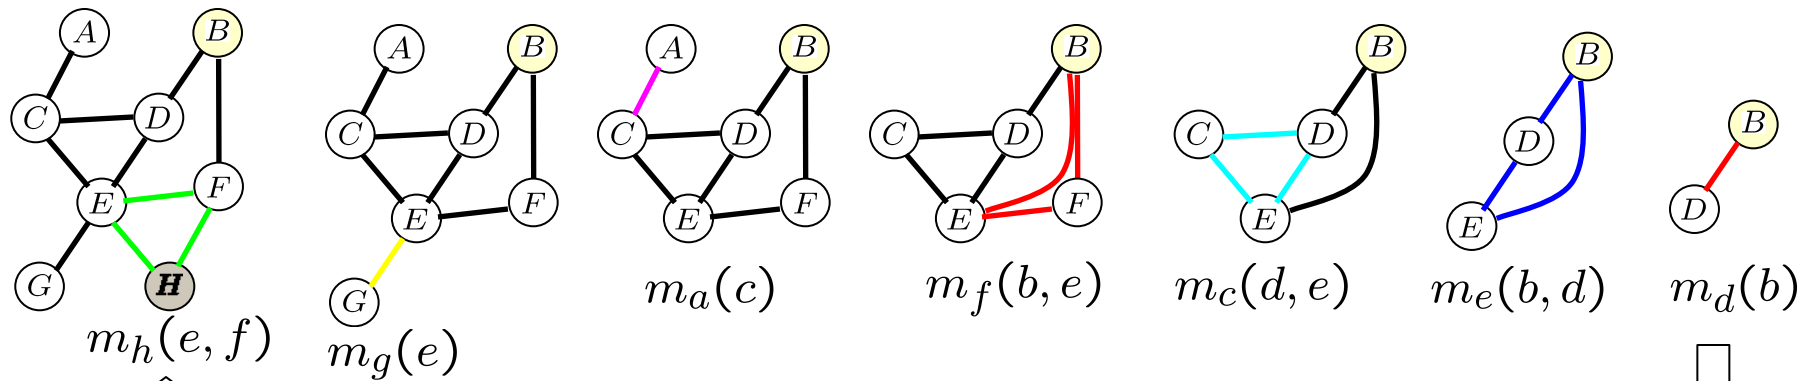 A B
C D
E F
G H
m_h(e, f)
A B
C D
E F
G
m_g(e)
A B
C D
E F
m_a(c)
B
C D
E F
m_f(b, e)
B
C D
E
m_c(d, e)
B
D
E
m_e(b, d)
B
D
m_d(b)